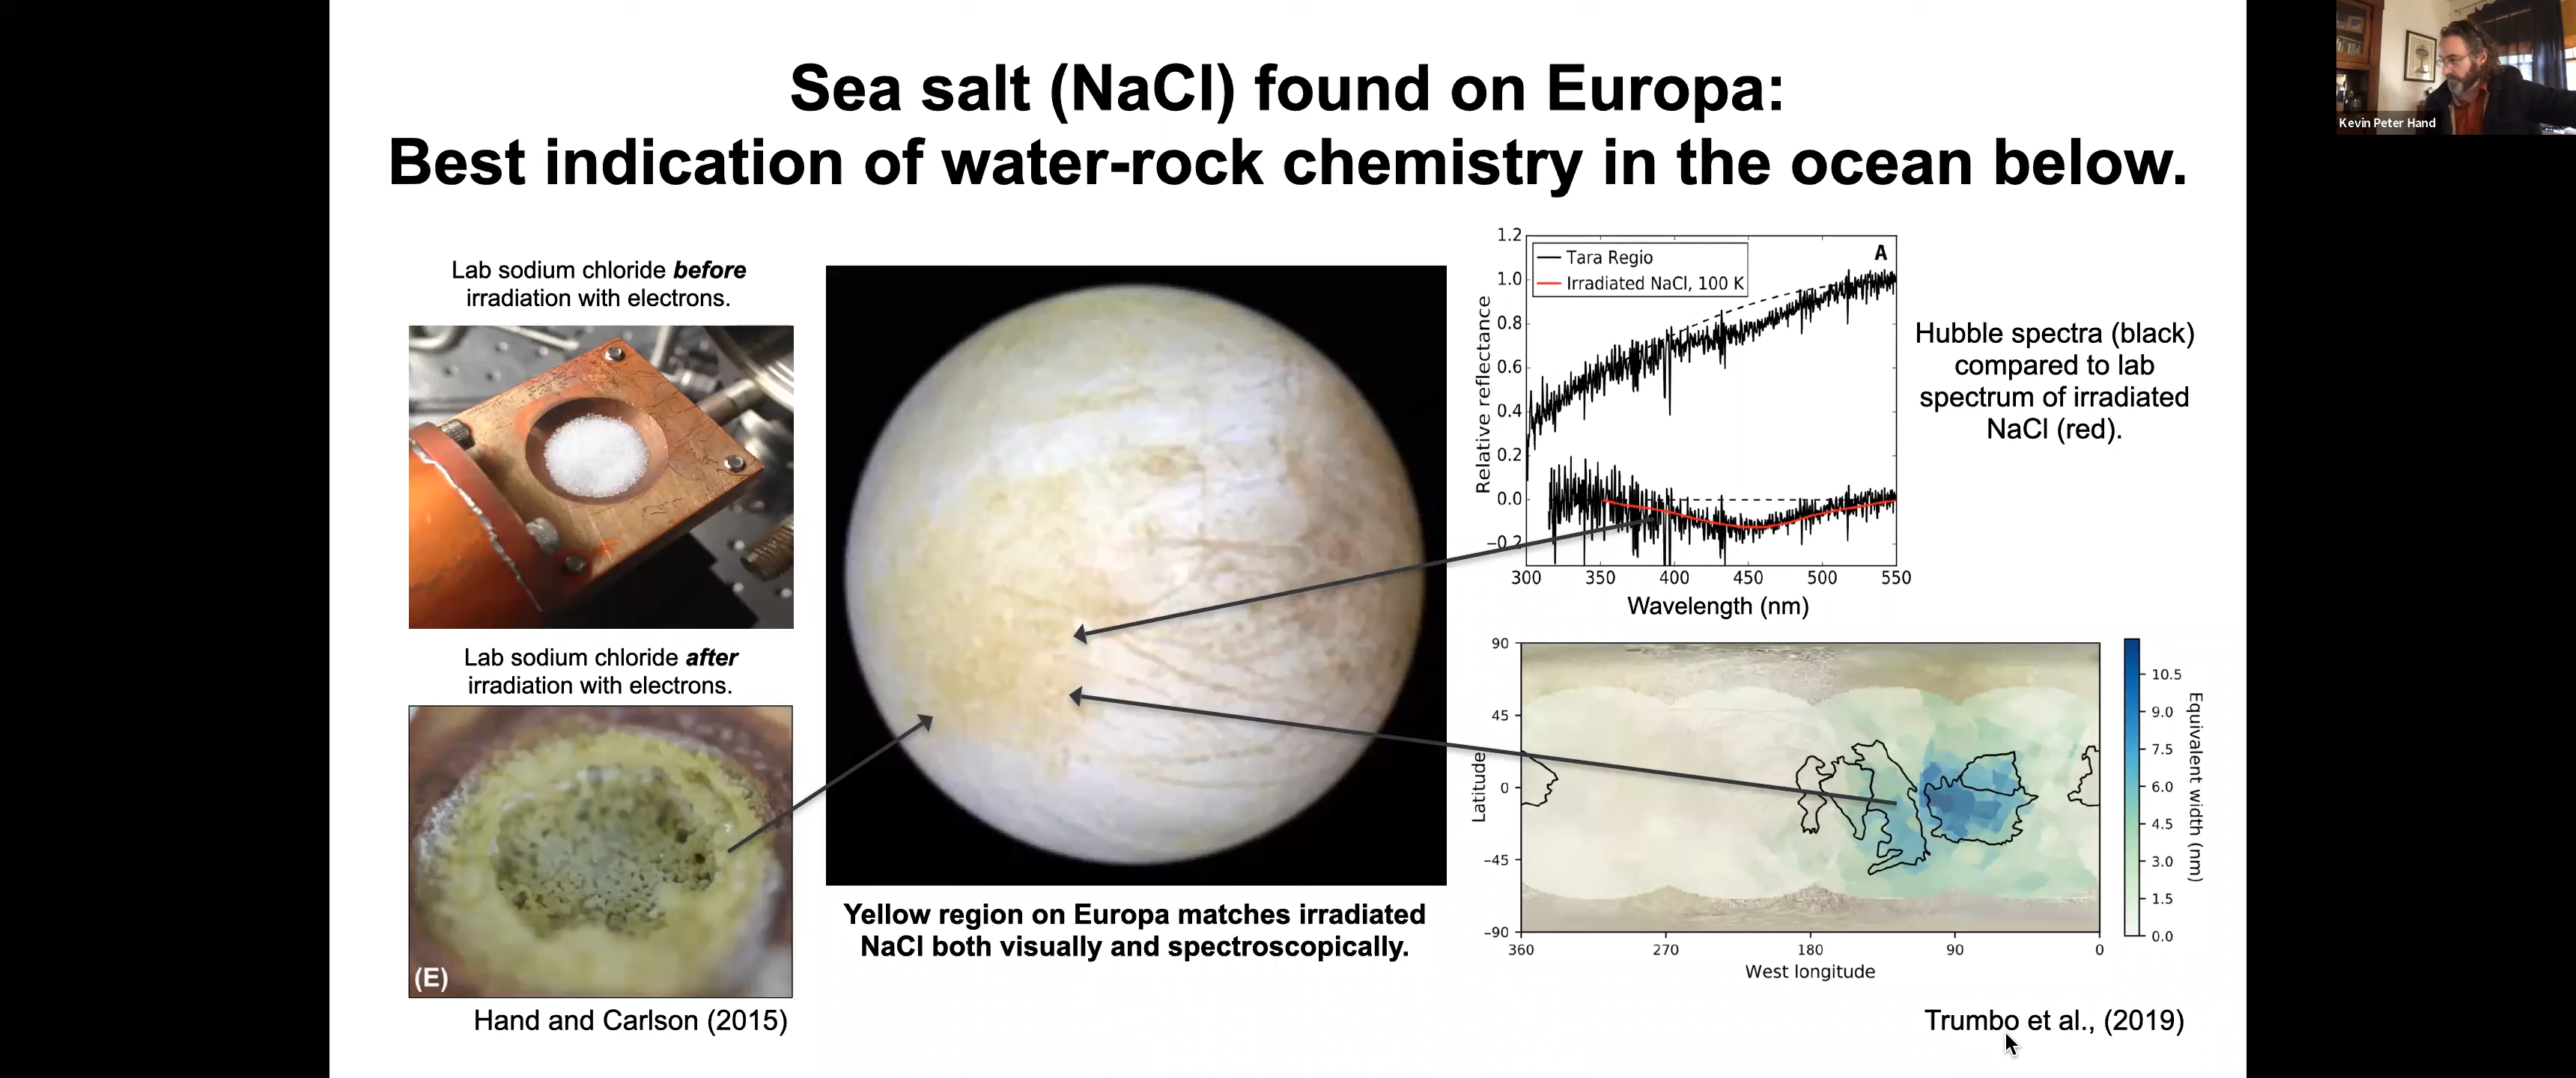 Sea salt (NaCl) found on Europa:
Best indication of water-rock chemistry in the ocean below.
Kevin Peter Hand
Lab sodium chloride before
irradiation with electrons.
Lab sodium chloride after
irradiation with electrons.
(E)
Hand and Carlson (2015)
Yellow region on Europa matches irradiated
NaCl both visually and spectroscopically.
A
Tara Regio
Irradiated NaCl, 100 K
Relative reflectance
1.2
1.0
0.8
0.6
0.4
0.2
0.0
−0.2
300 350 400 450 500 550
Wavelength (nm)
Hubble spectra (black)
compared to lab
spectrum of irradiated
NaCl (red).
Latitude
90
45
0
−45
−90
360 270 180 90 0
West longitude
10.5
9.0
7.5
6.0
4.5
3.0
1.5
0.0
Equivalent width (nm)
Trumbo et al., (2019)